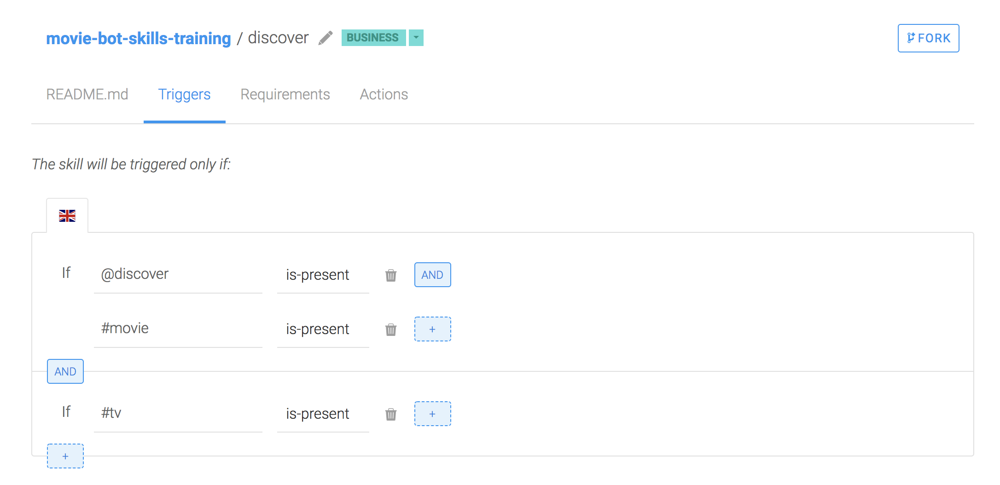 movie-bot-skills-training / discover BUSINESS FORK
README.md Triggers Requirements Actions
The skill will be triggered only if:
If @discover is-present AND
#movie is-present +
AND
If #tv is-present +
+